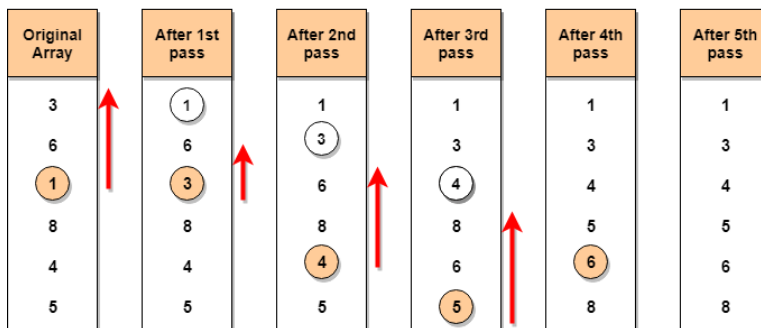 Original Array
After 1st pass
After 2nd pass
After 3rd pass
After 4th pass
After 5th pass
3 1 1 1 1 1
6 6 3 3 3 3
1 3 6 4 4 4
8 8 8 8 5 5
4 4 4 6 6 6
5 5 5 5 8 8